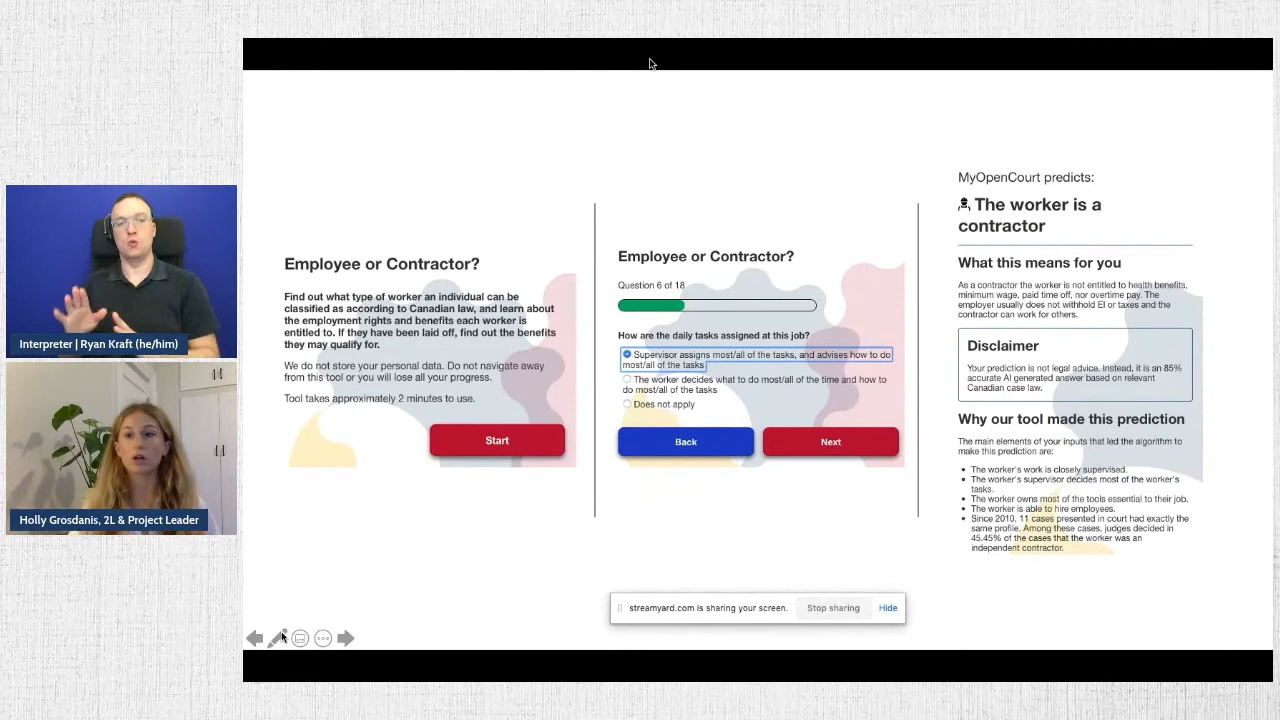 Interpreter | Ryan Kraft (he/him)
Holly Grosdanis, 2L & Project Leader
Employee or Contractor?
Find out what type of worker an individual can be
classified as according to Canadian law, and learn about
the employment rights and benefits each worker is
entitled to. If they have been laid off, find out the benefits
they may qualify for.
We do not store your personal data. Do not navigate away
from this tool or you will lose all your progress.
Tool takes approximately 2 minutes to use.
Start
Employee or Contractor?
Question 6 of 18
How are the daily tasks assigned at this job?
Supervisor assigns most/all of the tasks, and advises how to do
most/all of the tasks
The worker decides what to do most/all of the time and how to
do most/all of the tasks
Does not apply
Back
Next
MyOpenCourt predicts:
The worker is a
contractor
What this means for you
As a contractor the worker is not entitled to health benefits,
minimum wage, paid time off, nor overtime pay. The
employer usually does not withhold EI or taxes and the
contractor can work for others.
Disclaimer
Your prediction is not legal advice. Instead, it is an 85%
accurate AI generated answer based on relevant
Canadian case law.
Why our tool made this prediction
The main elements of your inputs that led the algorithm to
make this prediction are:
The worker's work is closely supervised.
The worker's supervisor decides most of the worker's
tasks.
The worker owns most of the tools essential to their job.
The worker is able to hire employees.
Since 2010, 11 cases presented in court had exactly the
same profile. Among these cases, judges decided in
45.45% of the cases that the worker was an
independent contractor.
streamyard.com is sharing your screen.
Stop sharing
Hide